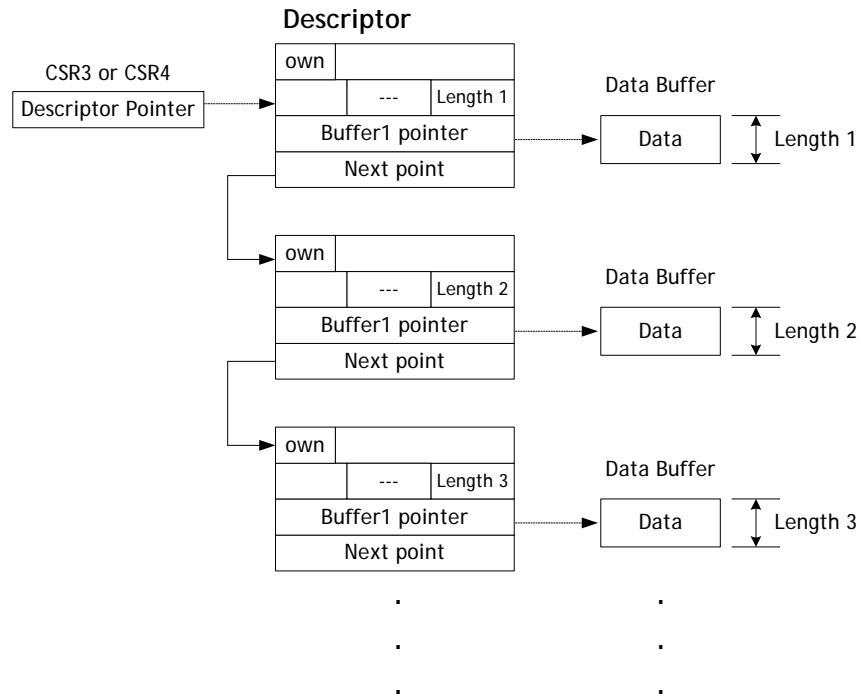 Descriptor
CSR3 or CSR4
Descriptor Pointer
own
--- Length 1
Buffer1 pointer
Next point
Data Buffer
Data
Length 1
own
--- Length 2
Buffer1 pointer
Next point
Data Buffer
Data
Length 2
own
--- Length 3
Buffer1 pointer
Next point
Data Buffer
Data
Length 3
. .
. .
. .